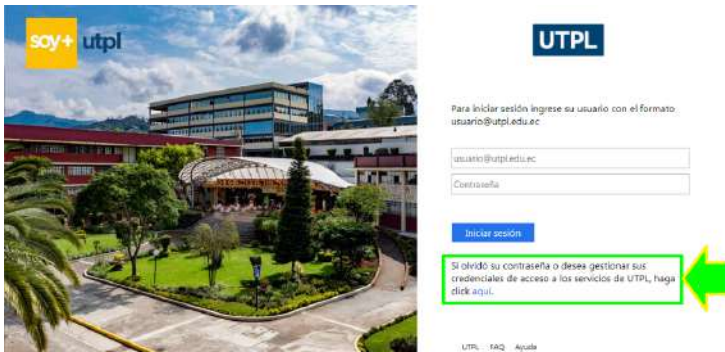 soy+ utpl
UTPL
Para iniciar sesión ingrese su usuario con el formato
usuario@utpl.edu.ec
usuario@utpl.edu.ec
Contraseña
Iniciar sesión
Si olvidó su contraseña o desea gestionar sus
credenciales de acceso a los servicios de UTPL, haga
click aquí.
UTPL FAQ Ayuda